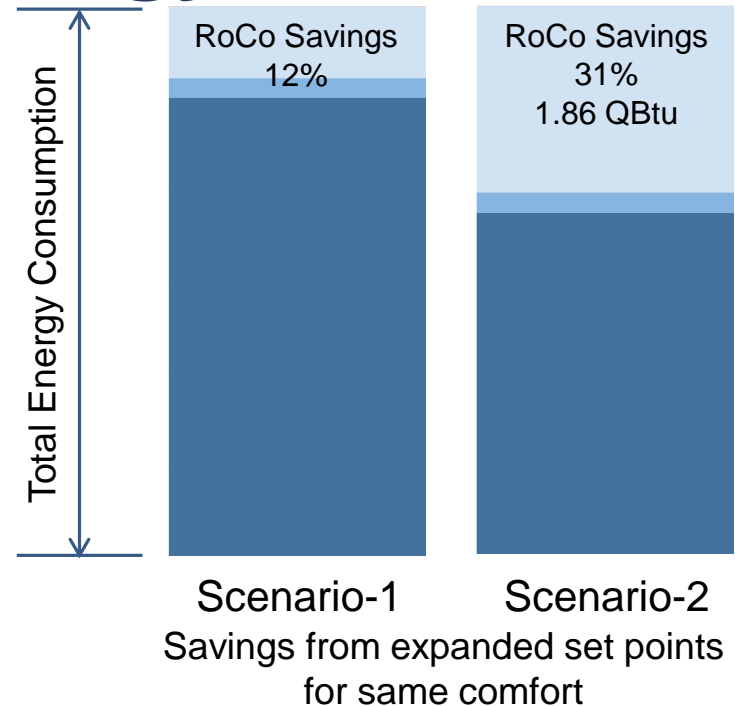 RoCo Savings
12%
RoCo Savings
31%
1.86 QBtu
Total Energy Consumption
Scenario-1
Scenario-2
Savings from expanded set points
for same comfort